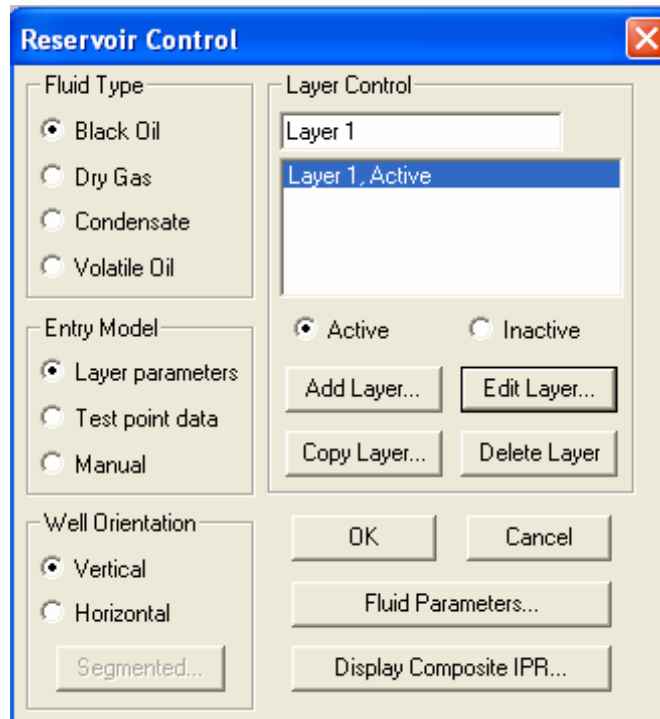 Reservoir Control
Fluid Type
Black Oil
Dry Gas
Condensate
Volatile Oil
Entry Model
Layer parameters
Test point data
Manual
Well Orientation
Vertical
Horizontal
Segmented...
Layer Control
Layer 1
Layer 1, Active
Active
Inactive
Add Layer...
Edit Layer...
Copy Layer...
Delete Layer
OK
Cancel
Fluid Parameters...
Display Composite IPR...